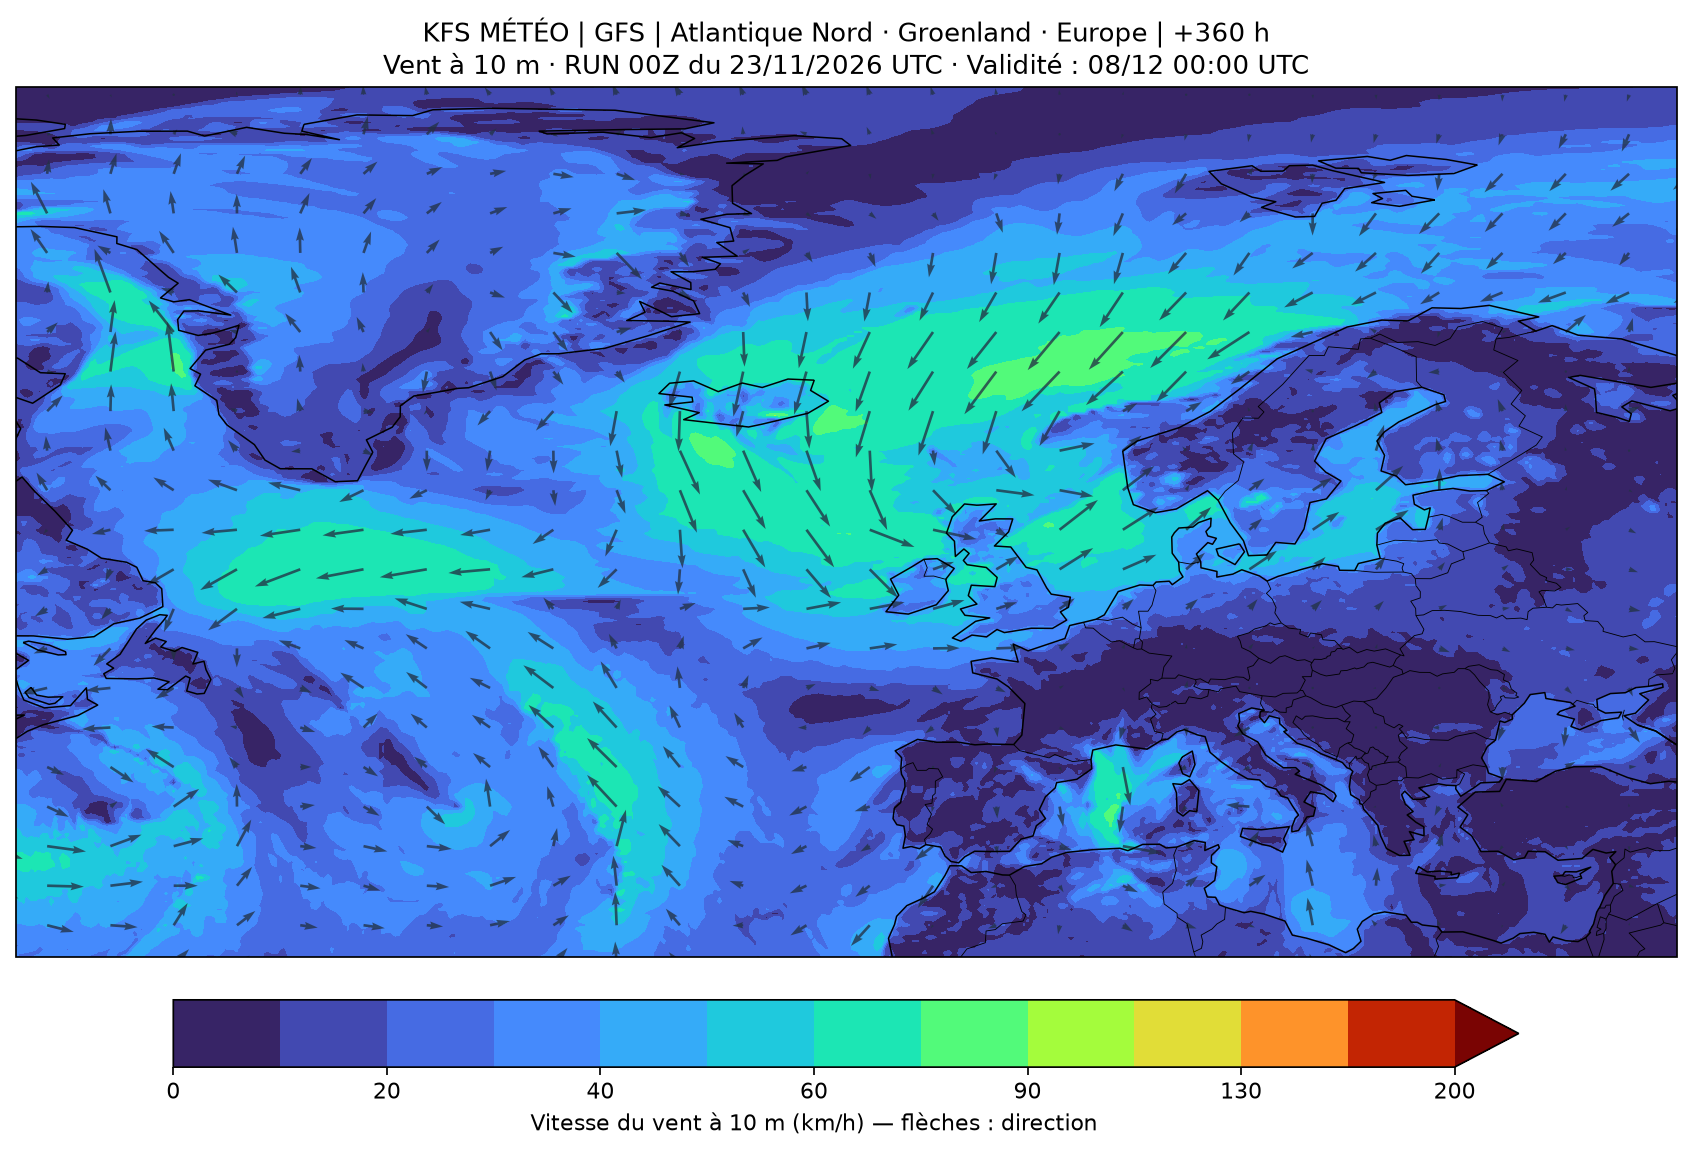 KFS MÉTÉO | GFS | Atlantique Nord · Groenland · Europe | +360 h
Vent à 10 m · RUN 00Z du 23/11/2026 UTC · Validité : 08/12 00:00 UTC
0 20 40 60 90 130 200
Vitesse du vent à 10 m (km/h) — flèches : direction